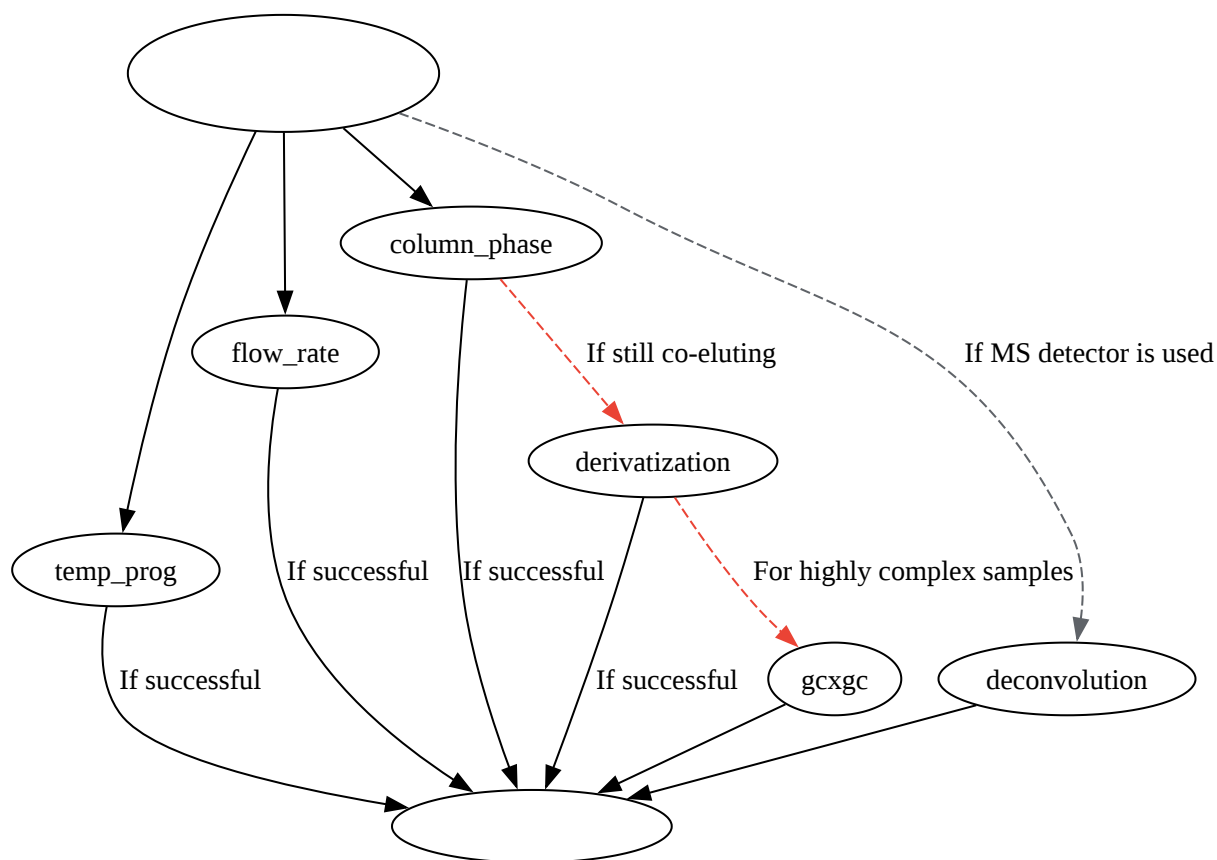 column_phase
flow_rate
If still co-eluting
If MS detector is used
derivatization
temp_prog
If successful
If successful
For highly complex samples
If successful
If successful
gcxgc
deconvolution